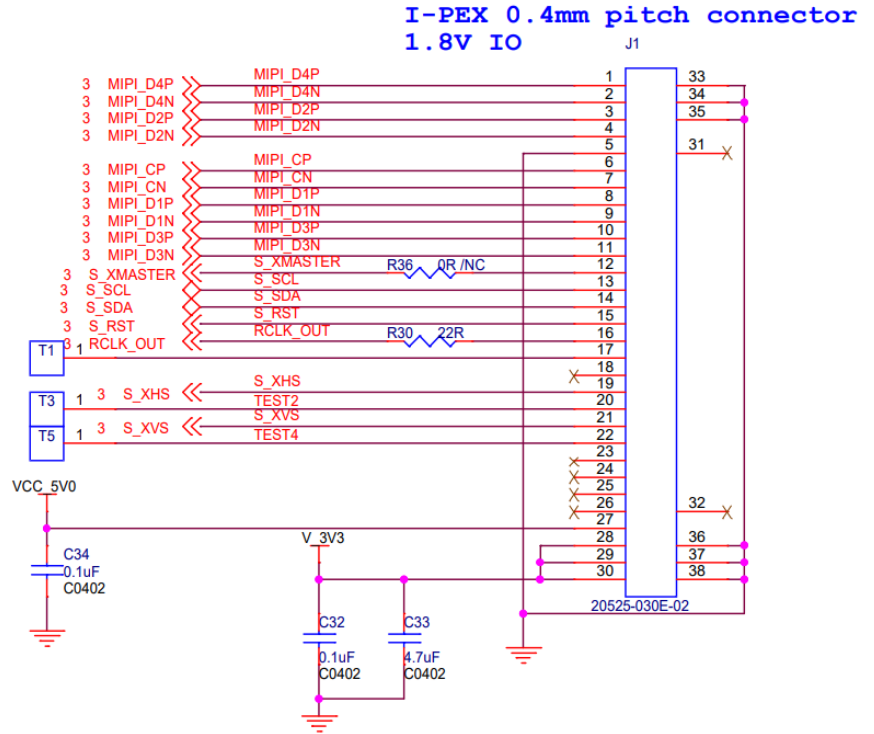 I-PEX 0.4mm pitch connector
1.8V IO
J1
3 MIPI_D4P MIPI_D4P 1 33
3 MIPI_D4N MIPI_D4N 2 34
3 MIPI_D2P MIPI_D2P 3 35
3 MIPI_D2N MIPI_D2N 4
5 31
3 MIPI_CP MIPI_CP 6
3 MIPI_CN MIPI_CN 7
3 MIPI_D1P MIPI_D1P 8
3 MIPI_D1N MIPI_D1N 9
3 MIPI_D3P MIPI_D3P 10
3 MIPI_D3N MIPI_D3N 11
3 S_XMASTER S_XMASTER R36 0R /NC 12
3 S_SCL S_SCL 13
3 S_SDA S_SDA 14
3 S_RST S_RST 15
3 RCLK_OUT RCLK_OUT R30 22R 16
T1 1 17
18
3 S_XHS S_XHS 19
T3 1 TEST2 20
3 S_XVS S_XVS 21
T5 1 TEST4 22
23
24
25
26 32
VCC_5V0 27
V_3V3 28 36
29 37
30 38
C34
0.1uF
C0402
20525-030E-02
C32 C33
0.1uF 4.7uF
C0402 C0402